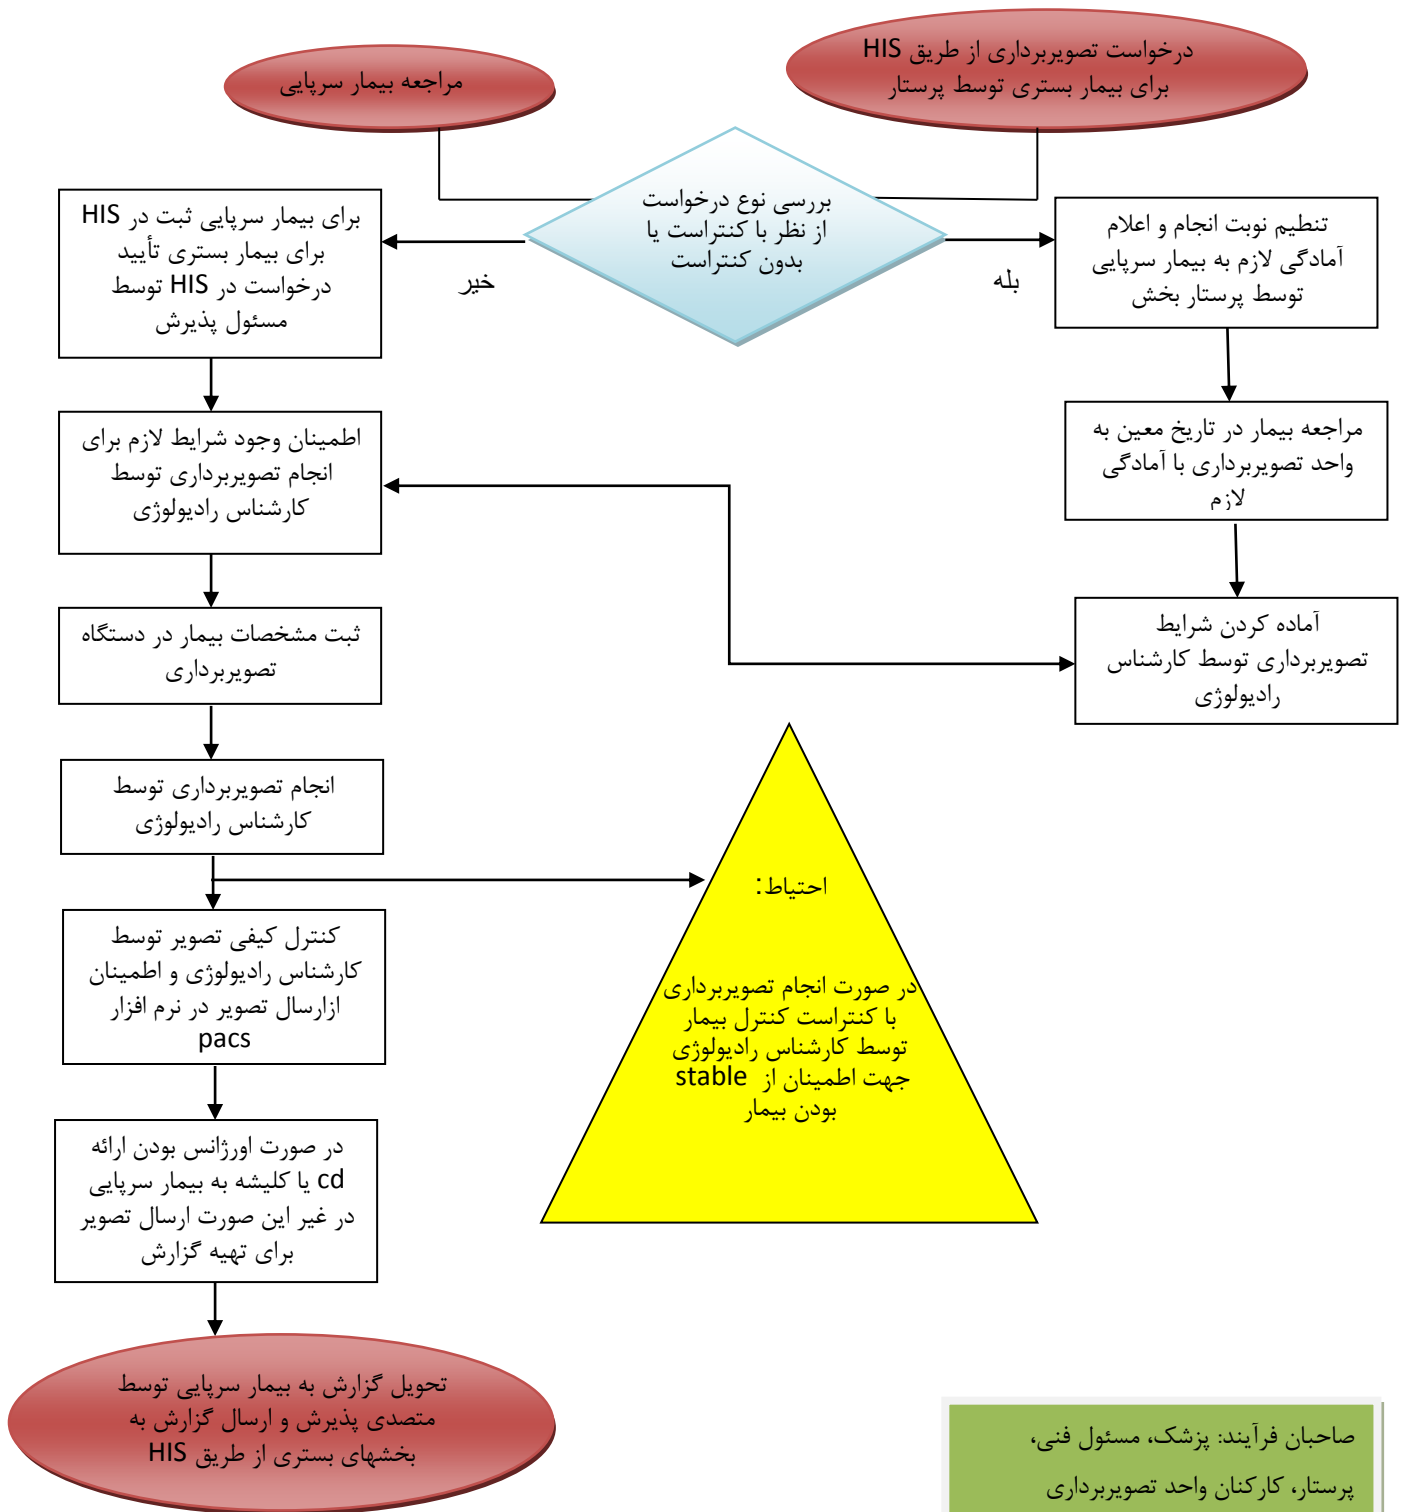 درخواست تصویربرداری از طریق HIS
برای بیمار بستری توسط پرستار
مراجعه بیمار سرپایی
بررسی نوع درخواست
از نظر با کنتراست یا
بدون کنتراست
بله
خیر
تنطیم نوبت انجام و اعلام
آمادگی لازم به بیمار سرپایی
توسط پرستار بخش
مراجعه بیمار در تاریخ معین به
واحد تصویربرداری با آمادگی
لازم
آماده کردن شرایط
تصویربرداری توسط کارشناس
رادیولوژی
برای بیمار سرپایی ثبت در HIS
برای بیمار بستری تأیید
درخواست در HIS توسط
مسئول پذیرش
اطمینان وجود شرایط لازم برای
انجام تصویربرداری توسط
کارشناس رادیولوژی
ثبت مشخصات بیمار در دستگاه
تصویربرداری
انجام تصویربرداری توسط
کارشناس رادیولوژی
احتیاط:
در صورت انجام تصویربرداری
با کنتراست کنترل بیمار
توسط کارشناس رادیولوژی
جهت اطمینان از stable
بودن بیمار
کنترل کیفی تصویر توسط
کارشناس رادیولوژی و اطمینان
ازارسال تصویر در نرم افزار
pacs
در صورت اورژانس بودن ارائه
cd یا کلیشه به بیمار سرپایی
در غیر این صورت ارسال تصویر
برای تهیه گزارش
تحویل گزارش به بیمار سرپایی توسط
متصدی پذیرش و ارسال گزارش به
بخشهای بستری از طریق HIS
صاحبان فرآیند: پزشک، مسئول فنی،
پرستار، کارکنان واحد تصویربرداری